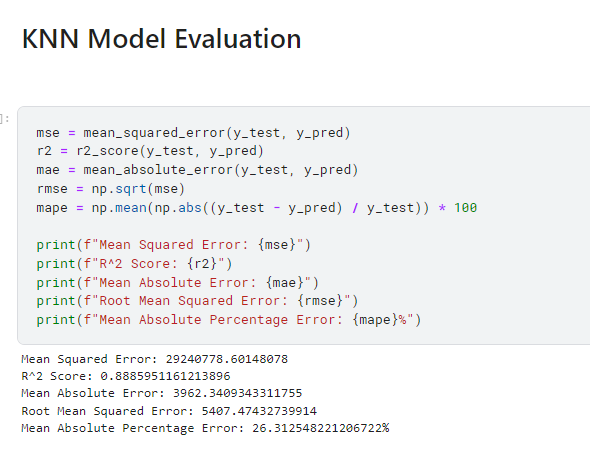 KNN Model Evaluation
]:
mse = mean_squared_error(y_test, y_pred)
r2 = r2_score(y_test, y_pred)
mae = mean_absolute_error(y_test, y_pred)
rmse = np.sqrt(mse)
mape = np.mean(np.abs((y_test - y_pred) / y_test)) * 100
print(f"Mean Squared Error: {mse}")
print(f"R^2 Score: {r2}")
print(f"Mean Absolute Error: {mae}")
print(f"Root Mean Squared Error: {rmse}")
print(f"Mean Absolute Percentage Error: {mape}%")
Mean Squared Error: 29240778.60148078
R^2 Score: 0.8885951161213896
Mean Absolute Error: 3962.3409343311755
Root Mean Squared Error: 5407.47432739914
Mean Absolute Percentage Error: 26.312548221206722%